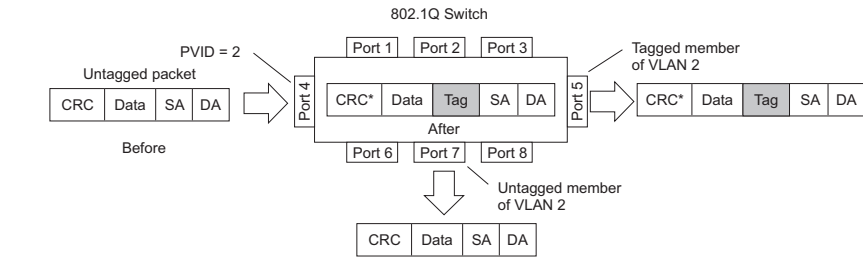 802.1Q Switch
PVID = 2
Port 1 Port 2 Port 3
Tagged member
of VLAN 2
Untagged packet
CRC Data SA DA
Port 4
CRC* Data Tag SA DA
Port 5
CRC* Data Tag SA DA
Before
After
Port 6 Port 7 Port 8
Untagged member
of VLAN 2
CRC Data SA DA